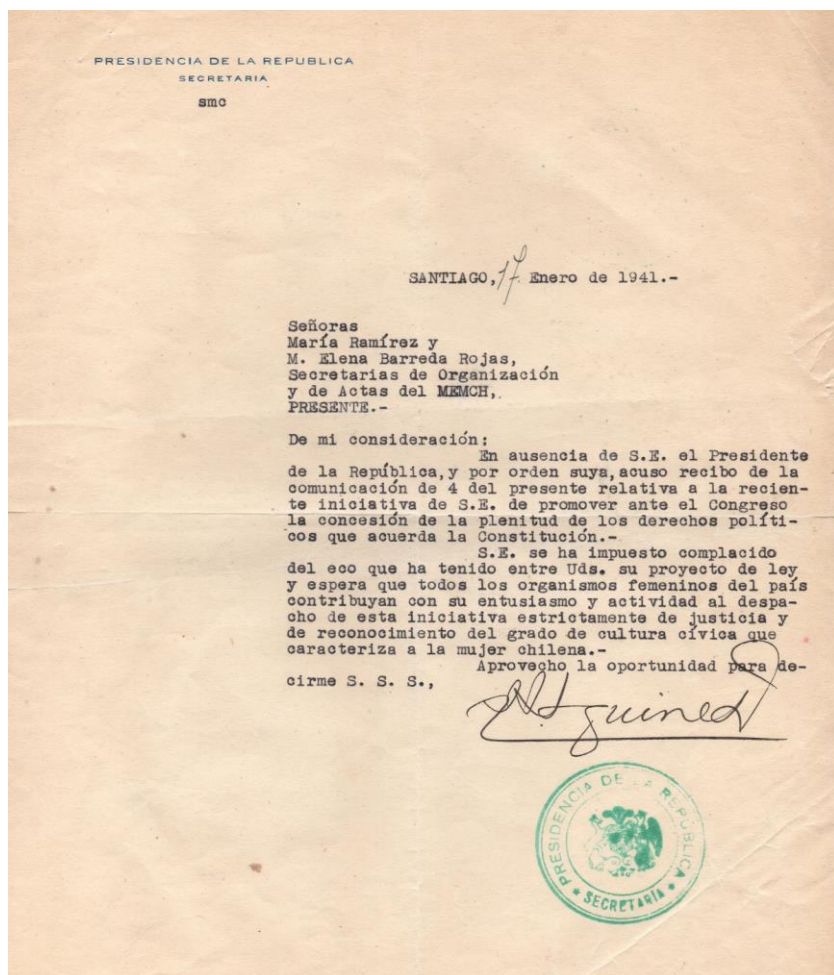 PRESIDENCIA DE LA REPUBLICA
SECRETARIA
smc
SANTIAGO, 17 Enero de 1941.-
Señoras
María Ramírez y
M. Elena Barreda Rojas,
Secretarias de Organización
y de Actas del MEMCH,
PRESENTE.-
De mi consideración:
En ausencia de S.E. el Presidente
de la República, y por orden suya, acuso recibo de la
comunicación de 4 del presente relativa a la recien-
te iniciativa de S.E. de promover ante el Congreso
la concesión de la plenitud de los derechos políti-
cos que acuerda la Constitución.-
S.E. se ha impuesto complacido
del eco que ha tenido entre Uds. su proyecto de ley
y espera que todos los organismos femeninos del país
contribuyan con su entusiasmo y actividad al despa-
cho de esta iniciativa estrictamente de justicia y
de reconocimiento del grado de cultura cívica que
caracteriza a la mujer chilena.-
Aprovecho la oportunidad para de-
cirme S. S. S.,
PRESIDENCIA DE LA REPÚBLICA
* SECRETARIA *